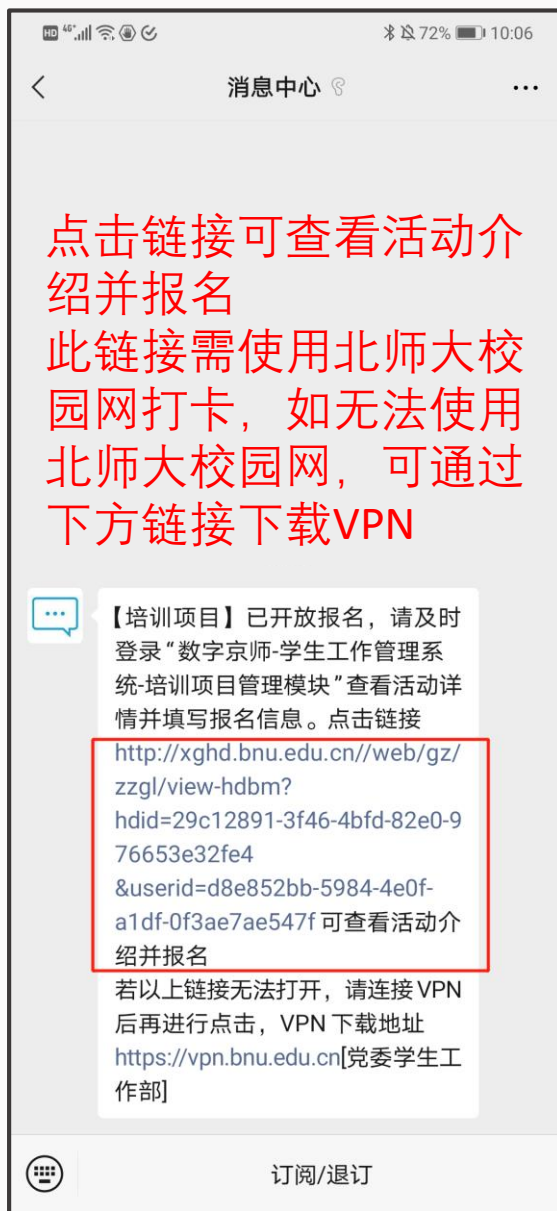 HD 46 72% 10:06
消息中心
点击链接可查看活动介
绍并报名
此链接需使用北师大校
园网打卡，如无法使用
北师大校园网，可通过
下方链接下载VPN
【培训项目】已开放报名，请及时
登录“数字京师-学生工作管理系
统-培训项目管理模块”查看活动详
情并填写报名信息。点击链接
http://xghd.bnu.edu.cn//web/gz/
zzgl/view-hdbm?
hdid=29c12891-3f46-4bfd-82e0-9
76653e32fe4
&userid=d8e852bb-5984-4e0f-
a1df-0f3ae7ae547f 可查看活动介
绍并报名
若以上链接无法打开，请连接 VPN
后再进行点击，VPN 下载地址
https://vpn.bnu.edu.cn[党委学生工
作部]
订阅/退订